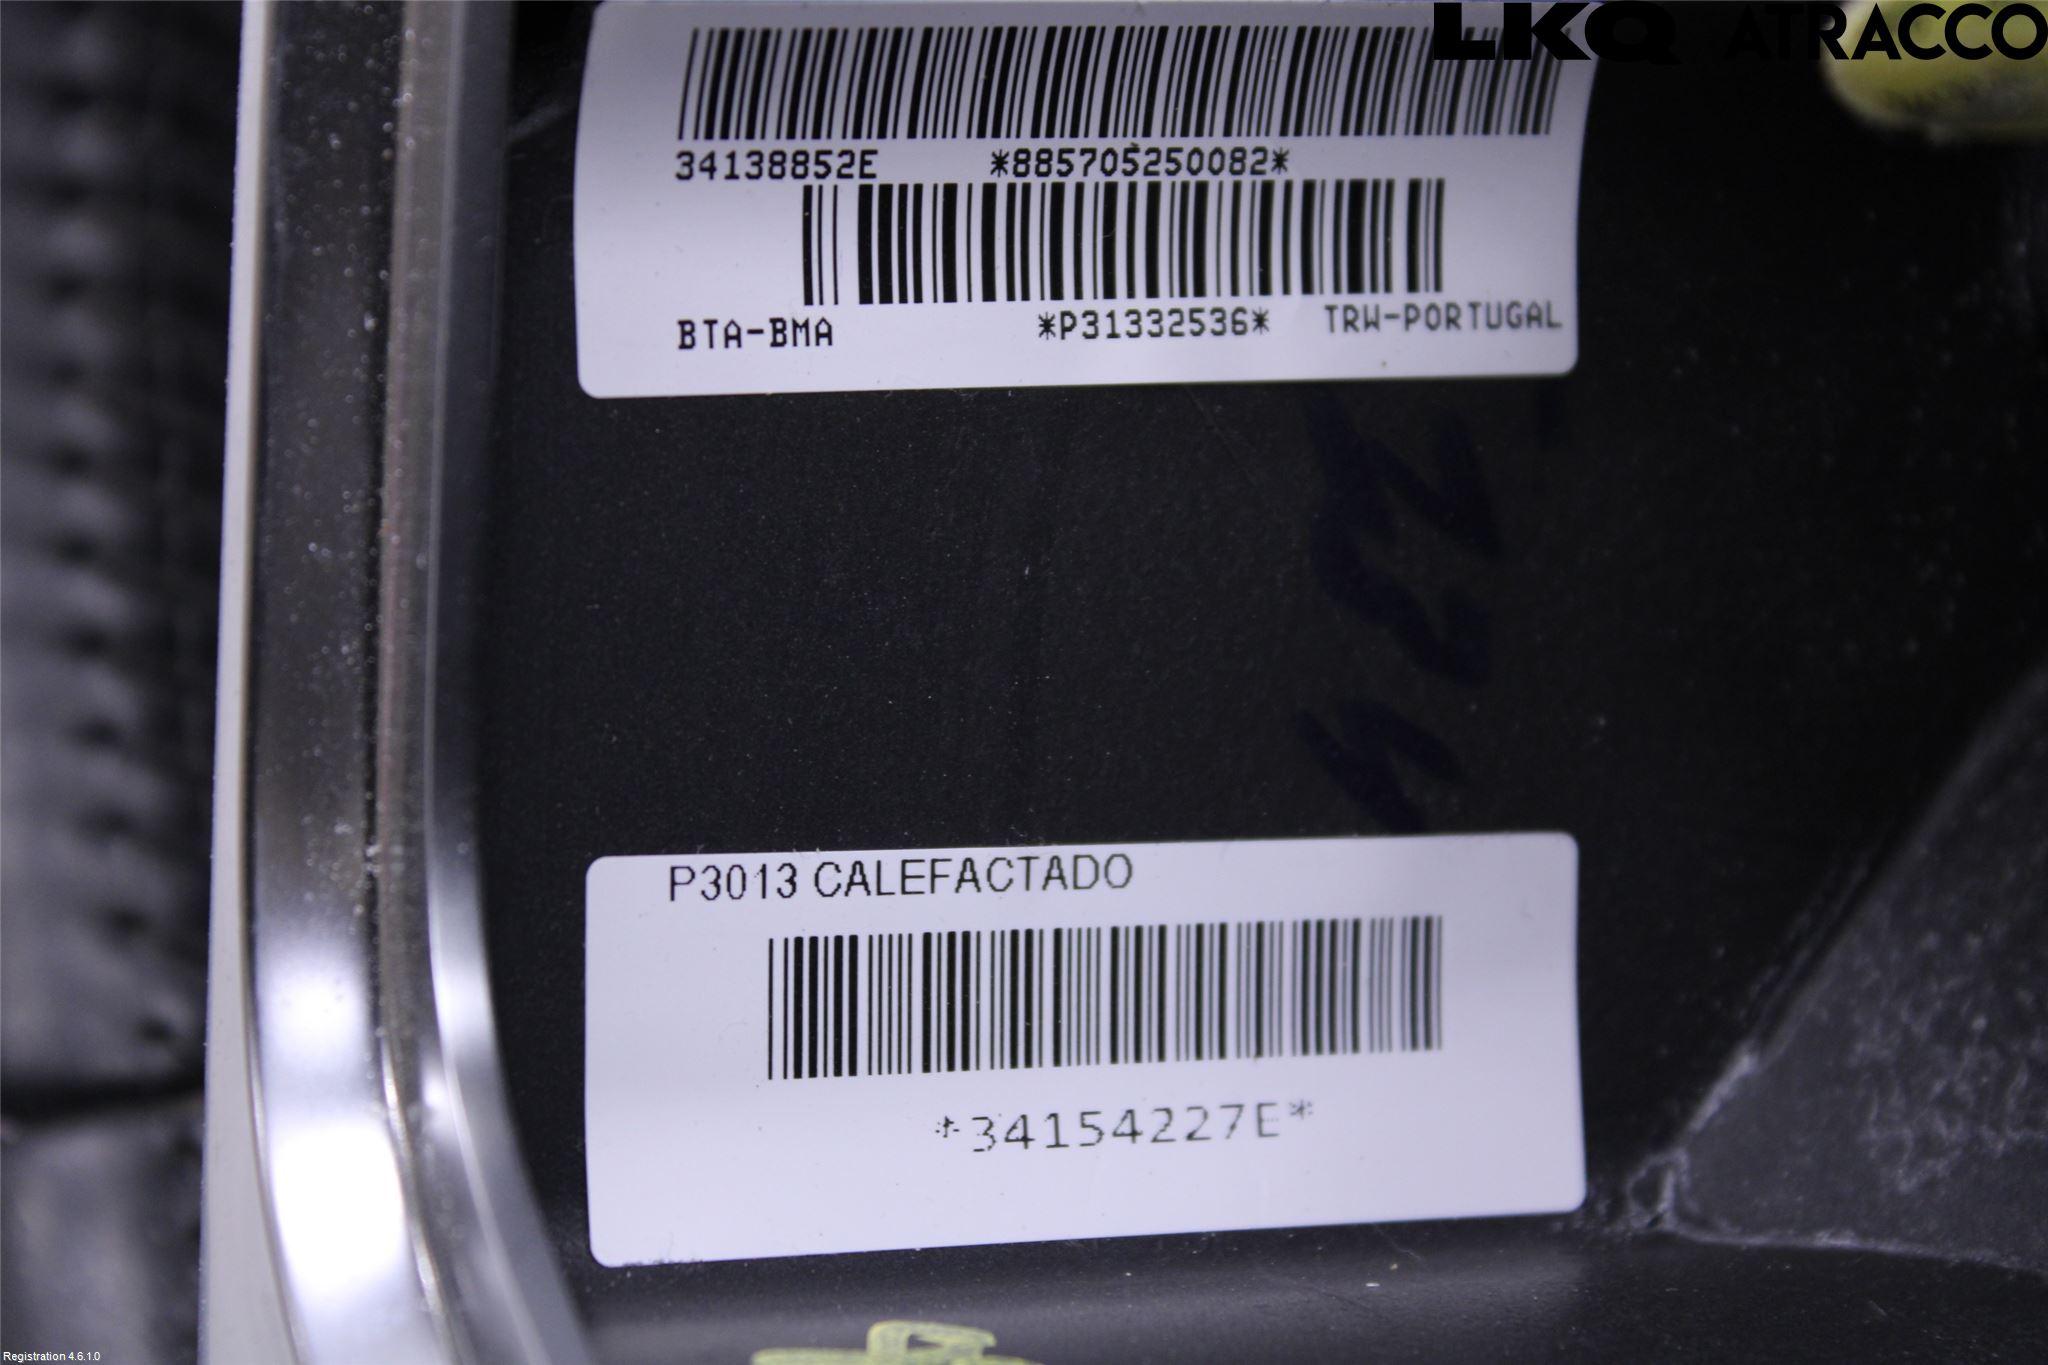 LKQ ATRACCO
34138852E *885705250082*
BTA-BMA *P31332536* TRW-PORTUGAL
P3013 CALEFACTADO
*34154227E*
Registration 4.6.1.0